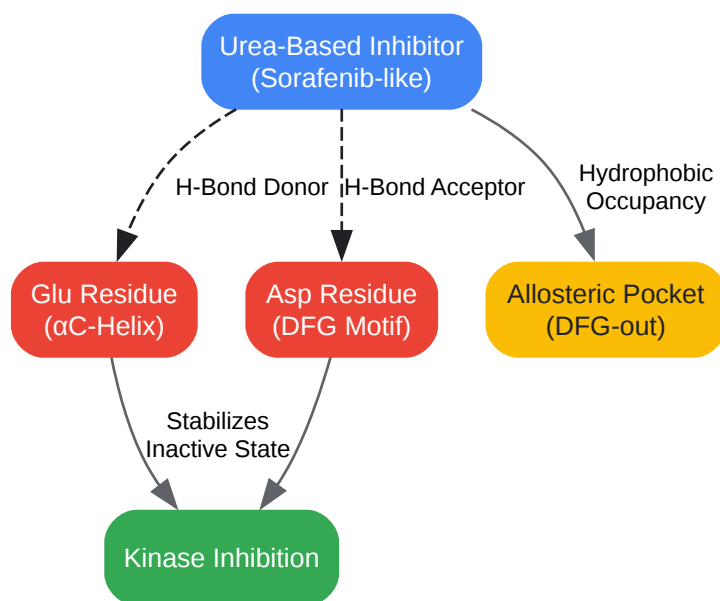 Urea-Based Inhibitor
(Sorafenib-like)
H-Bond Donor
H-Bond Acceptor
Hydrophobic
Occupancy
Glu Residue
(αC-Helix)
Asp Residue
(DFG Motif)
Allosteric Pocket
(DFG-out)
Stabilizes
Inactive State
Kinase Inhibition